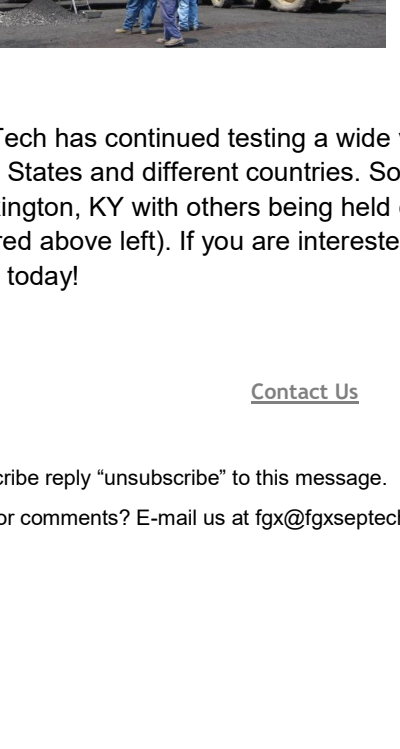 Tech has continued testing a wide
States and different countries. So
ington, KY with others being held
red above left). If you are intereste
today!
Contact Us
cribe reply “unsubscribe” to this message.
or comments? E-mail us at fgx@fgxseptech